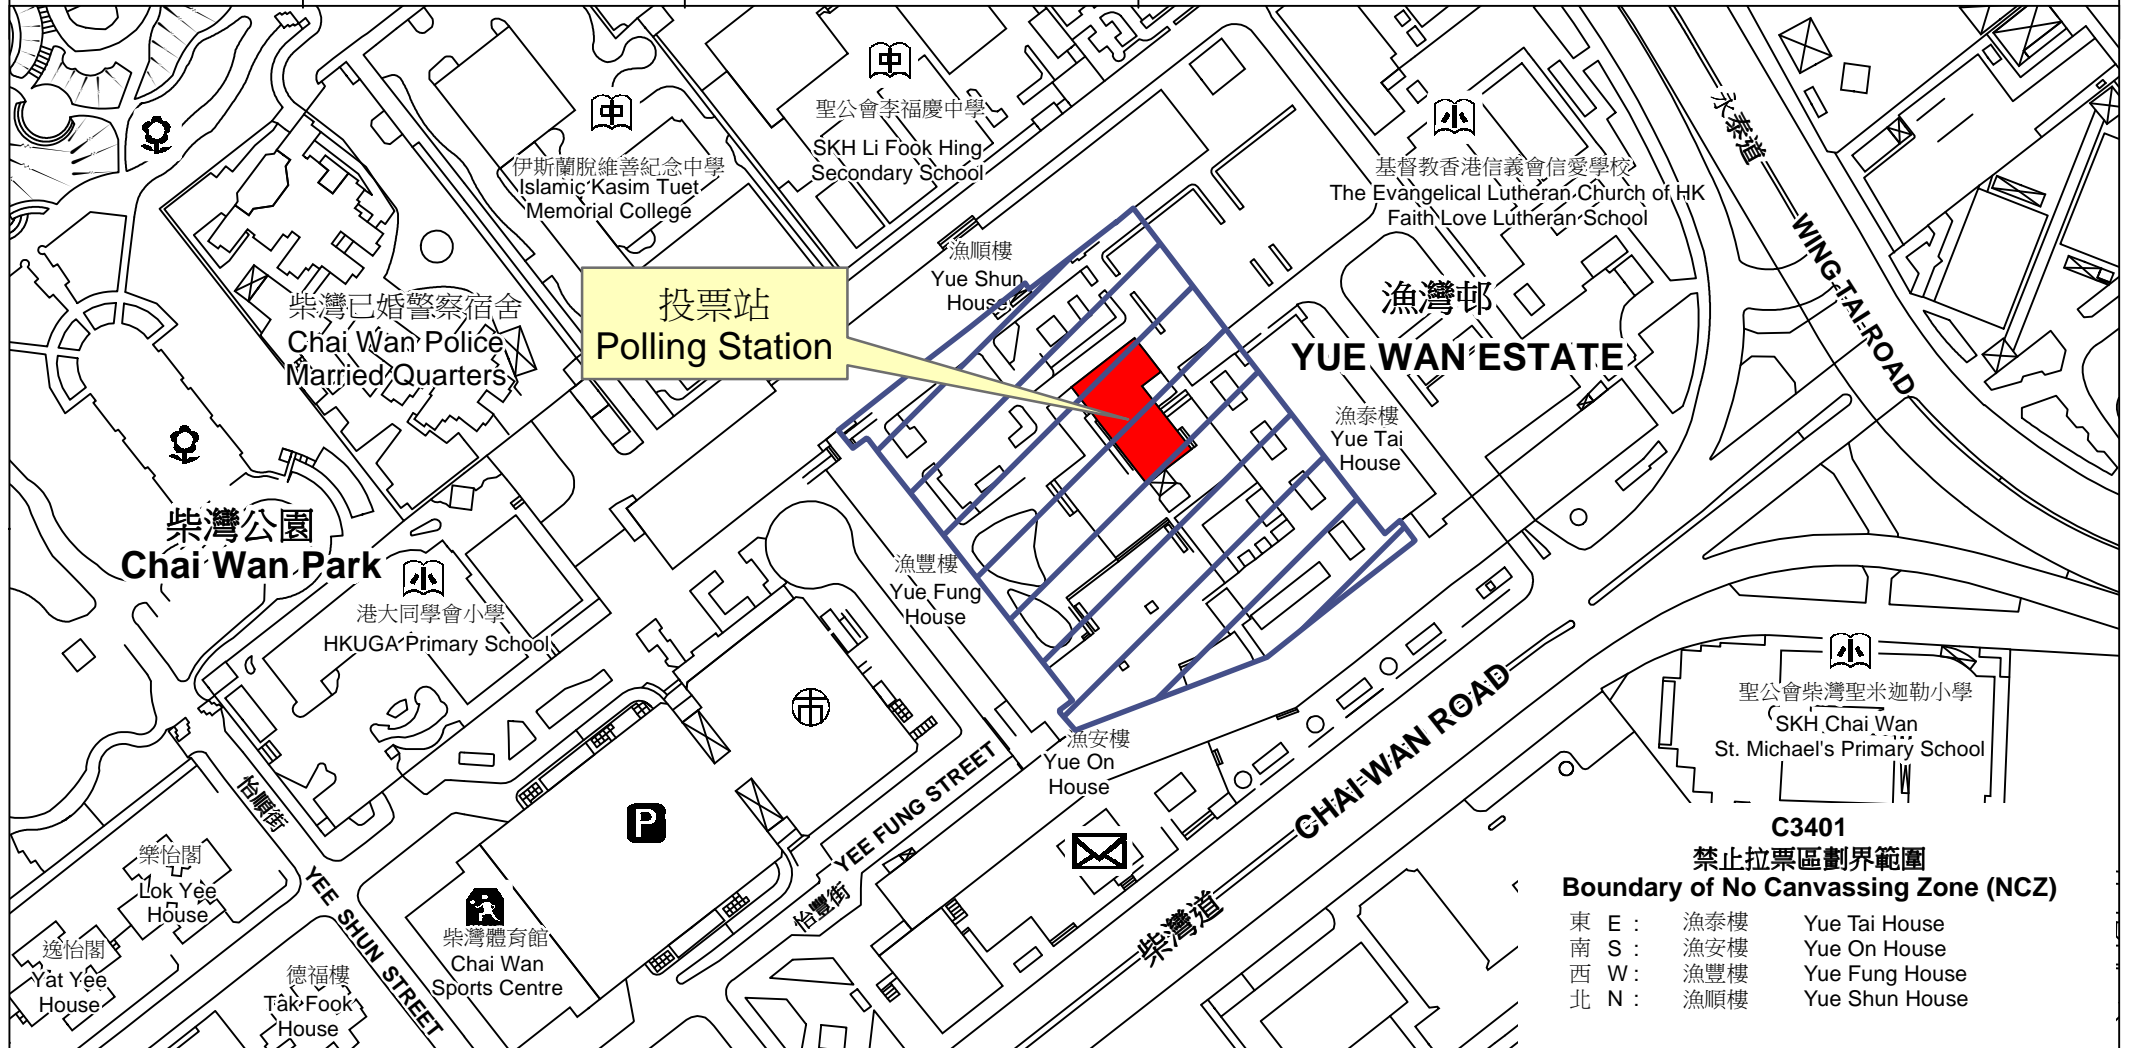 聖公會李福慶中學
SKH Li Fook Hing
Secondary School
伊斯蘭脫維善紀念中學
Islamic Kasim Tuet
Memorial College
基督教香港信義會信愛學校
The Evangelical Lutheran Church of HK
Faith Love Lutheran School
永泰道
WING TAI ROAD
漁順樓
Yue Shun
House
投票站
Polling Station
柴灣已婚警察宿舍
Chai Wan Police
Married Quarters
漁灣邨
YUE WAN ESTATE
漁泰樓
Yue Tai
House
柴灣公園
Chai Wan Park
港大同學會小學
HKUGA Primary School
漁豐樓
Yue Fung
House
漁安樓
Yue On
House
CHAI WAN ROAD
柴灣道
聖公會柴灣聖米迦勒小學
SKH Chai Wan
St. Michael's Primary School
怡順街
YEE SHUN STREET
YEE FUNG STREET
怡豐街
P
樂怡閣
Lok Yee
House
逸怡閣
Yat Yee
House
德福樓
Tak Fook
House
柴灣體育館
Chai Wan
Sports Centre
中
中
小
小
小
市
C3401
禁止拉票區劃界範圍
Boundary of No Canvassing Zone (NCZ)
東 E : 漁泰樓 Yue Tai House
南 S : 漁安樓 Yue On House
西 W : 漁豐樓 Yue Fung House
北 N : 漁順樓 Yue Shun House